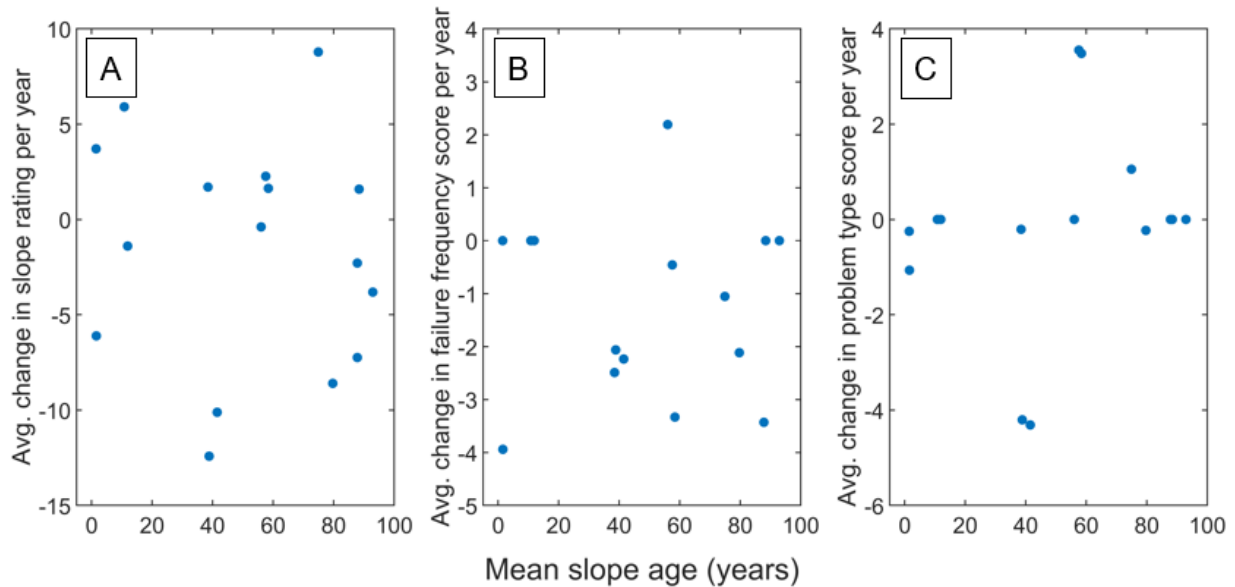 A
Avg. change in slope rating per year
10
5
0
-5
-10
-15
0 20 40 60 80 100
B
Avg. change in failure frequency score per year
4
3
2
1
0
-1
-2
-3
-4
-5
0 20 40 60 80 100
C
Avg. change in problem type score per year
4
2
0
-2
-4
-6
0 20 40 60 80 100
Mean slope age (years)